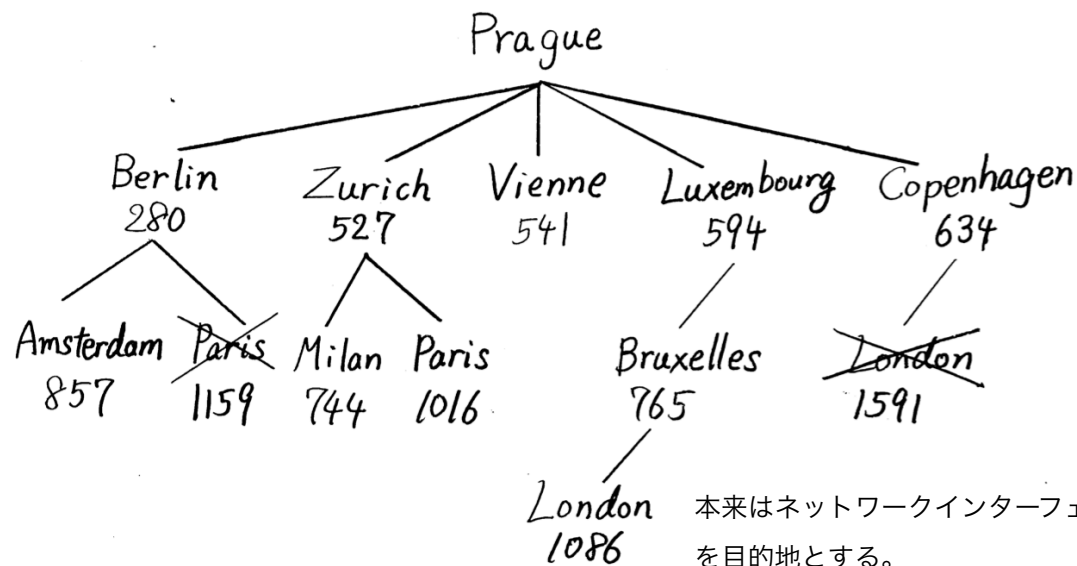 Prague
Berlin Zurich Vienne Luxembourg Copenhagen
280 527 541 594 634
Amsterdam Paris Milan Paris Bruxelles London
857 1159 744 1016 765 1591
London
1086
本来はネットワークインターフェ
を目的地とする。